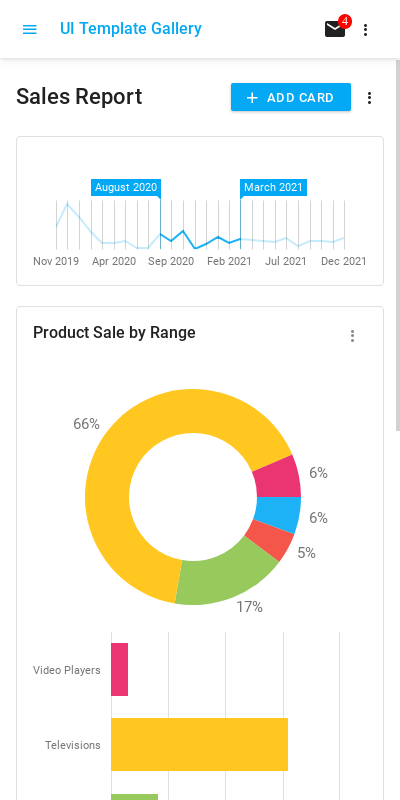 UI Template Gallery
4
Sales Report
ADD CARD
August 2020
March 2021
Nov 2019
Apr 2020
Sep 2020
Feb 2021
Jul 2021
Dec 2021
Product Sale by Range
66%
6%
6%
5%
17%
Video Players
Televisions